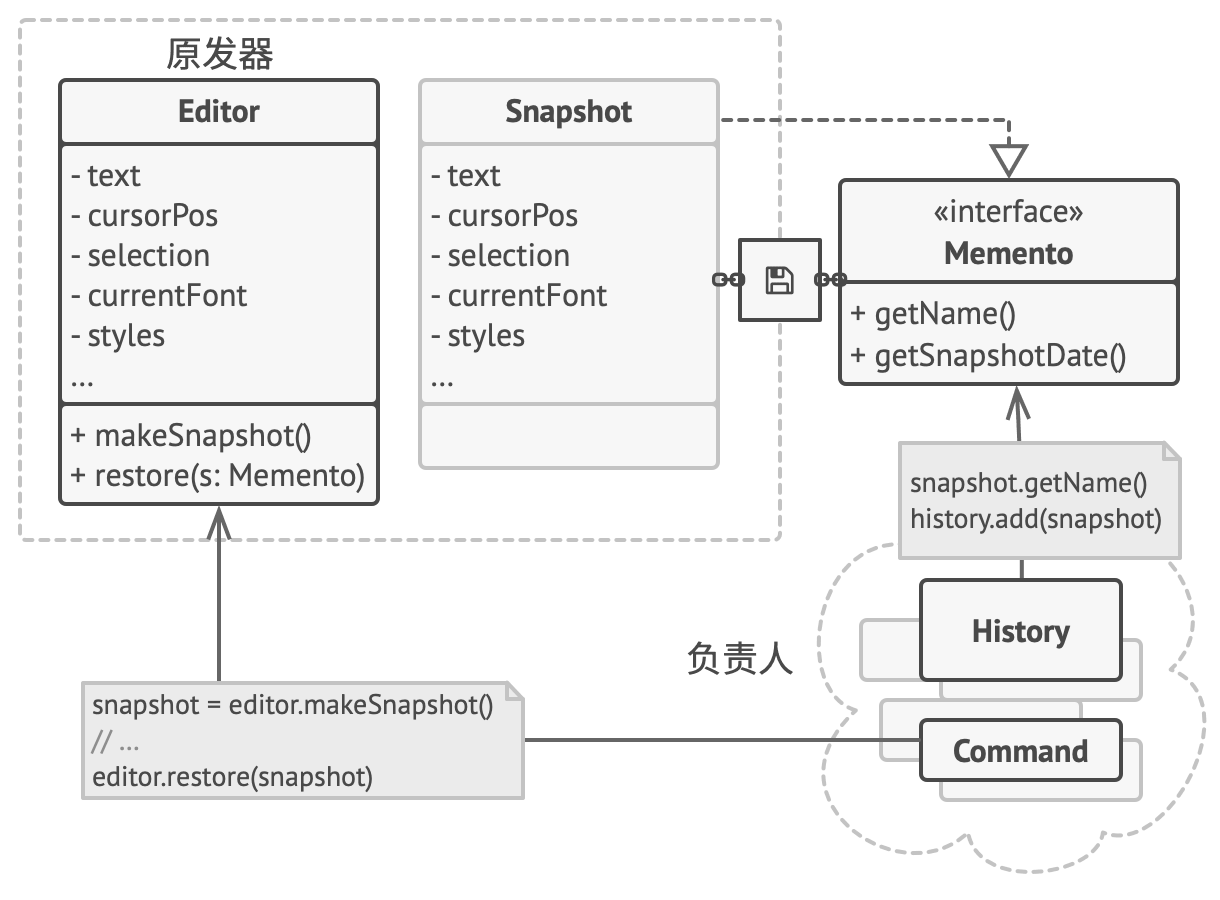 原发器
Editor
- text
- cursorPos
- selection
- currentFont
- styles
...
+ makeSnapshot()
+ restore(s: Memento)
Snapshot
- text
- cursorPos
- selection
- currentFont
- styles
...
«interface»
Memento
+ getName()
+ getSnapshotDate()
snapshot.getName()
history.add(snapshot)
负责人
History
Command
snapshot = editor.makeSnapshot()
// ...
editor.restore(snapshot)